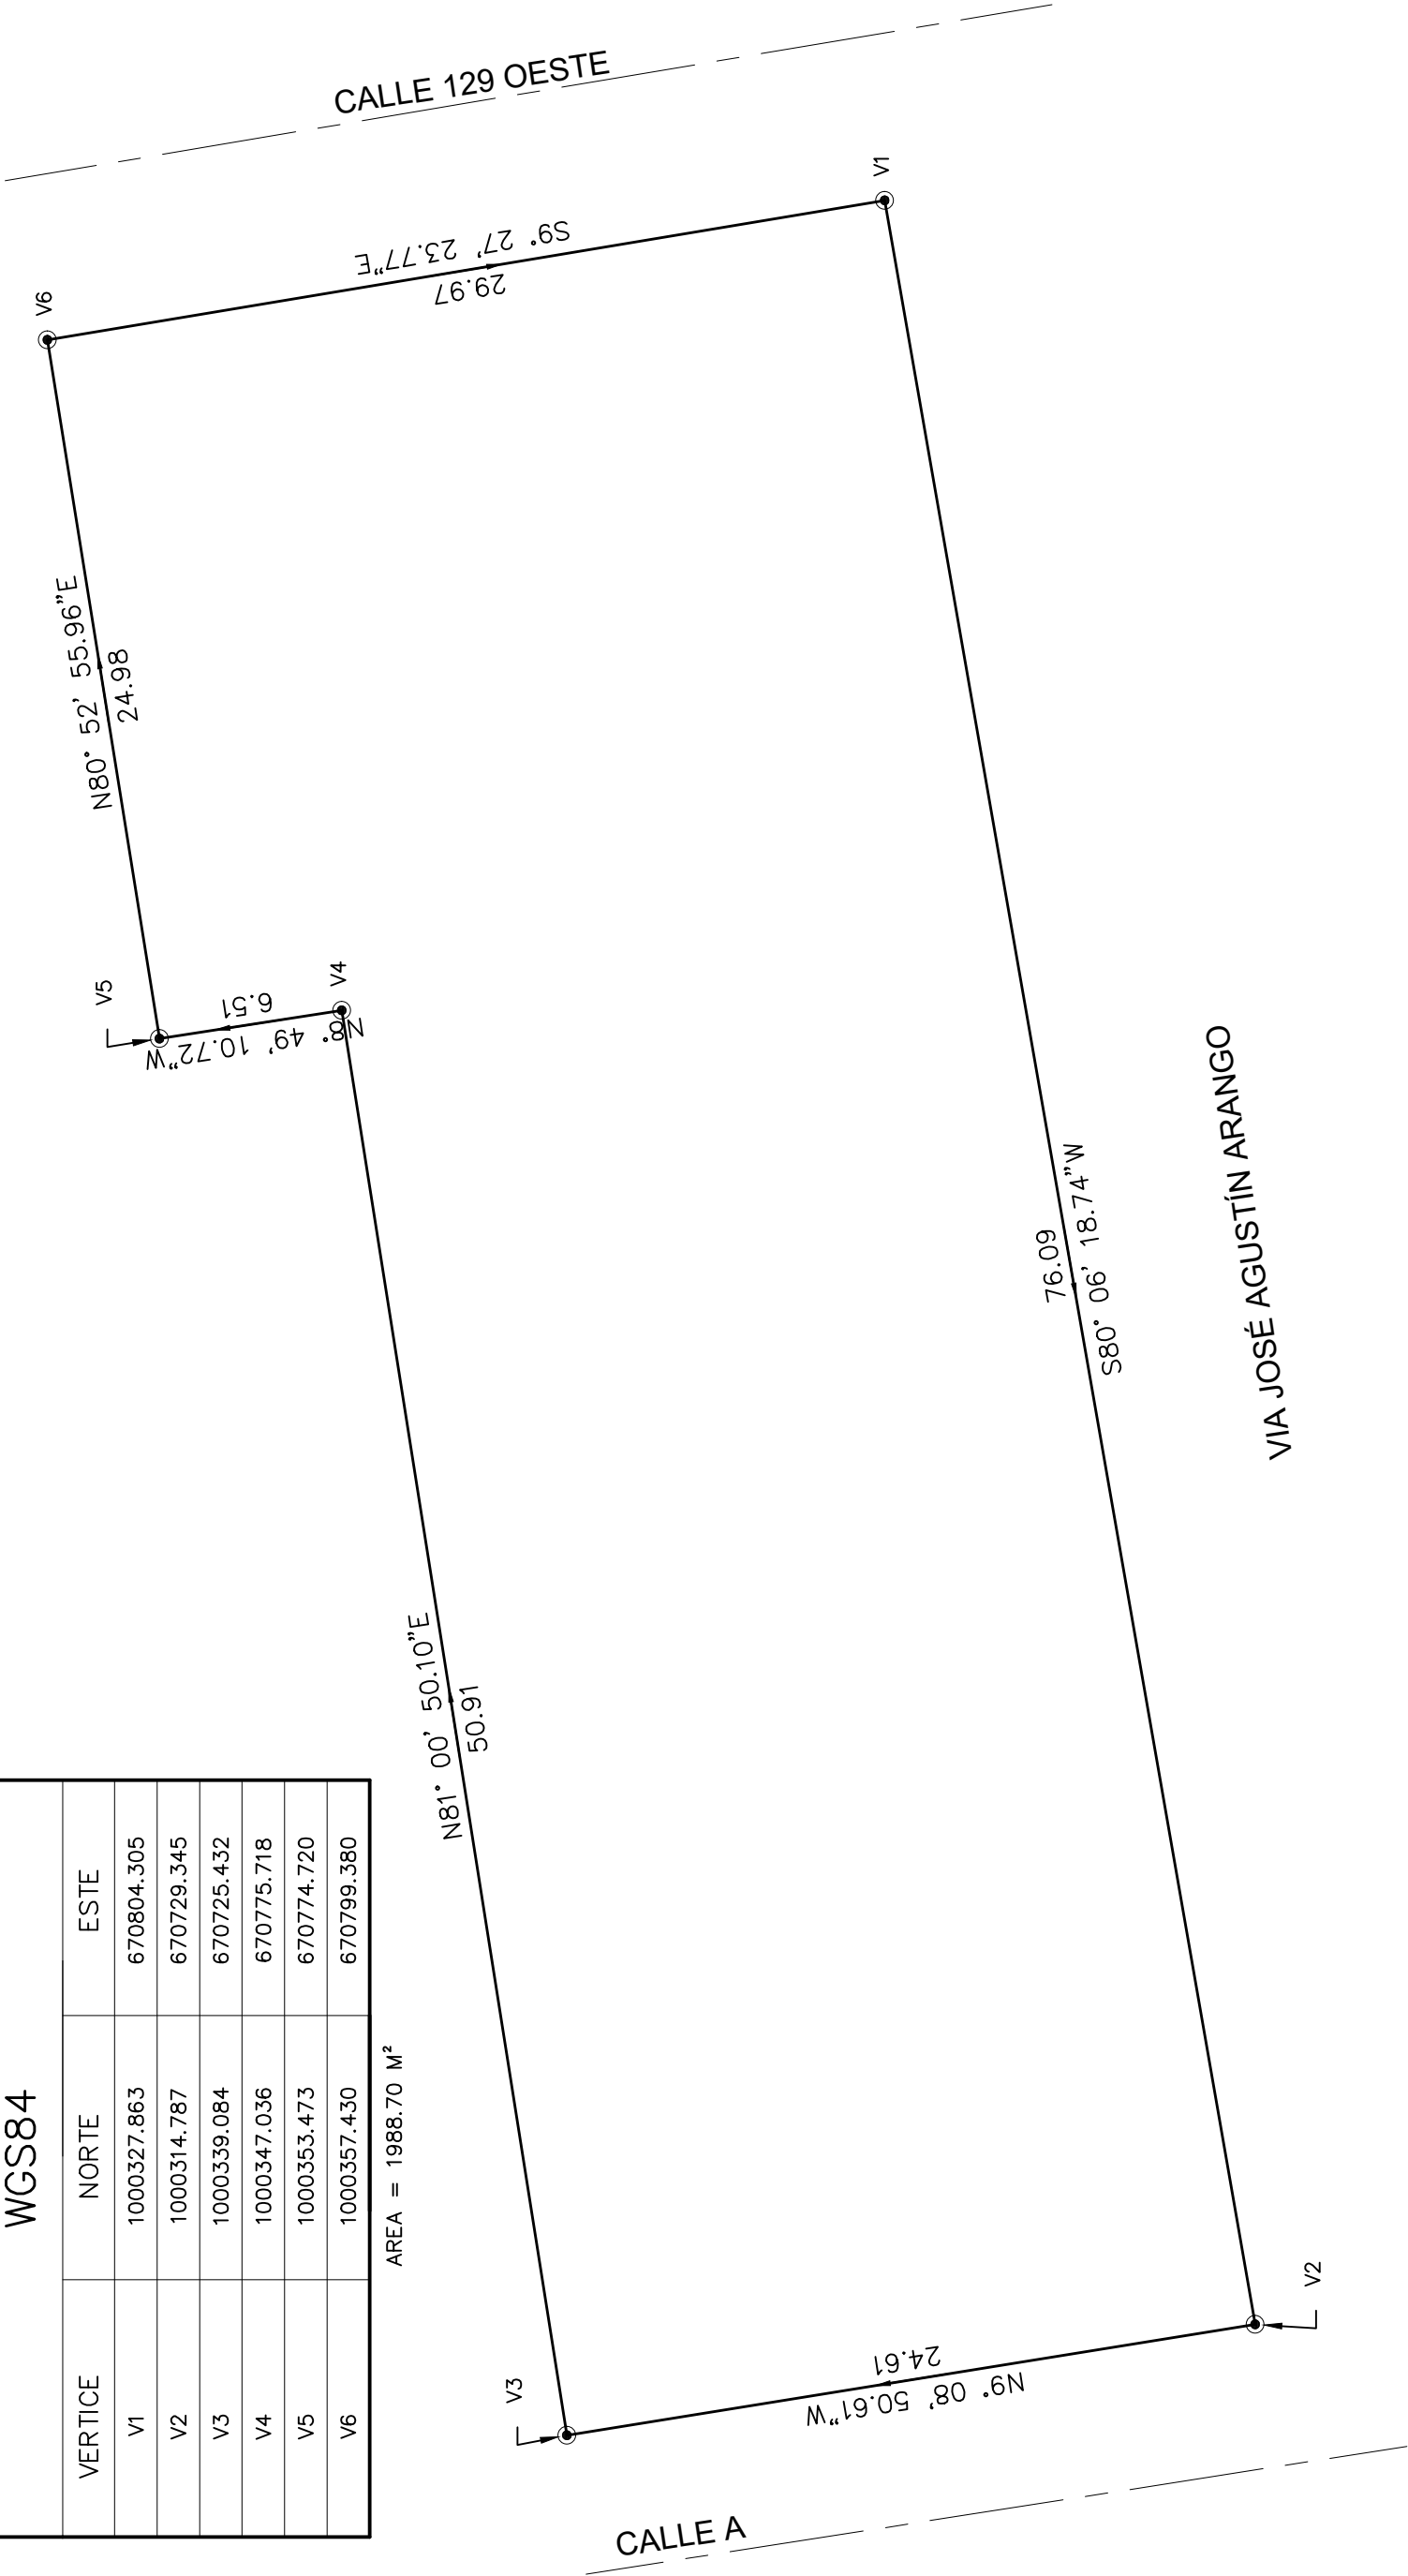 CALLE 129 OESTE
V1
V6
S9° 27' 23.77"E
29.97
N80° 52' 55.96"E
24.98
V5
V4
6.51
N8° 49' 10.72"W
VIA JOSÉ AGUSTÍN ARANGO
76.09
S80° 06' 18.74"W
N81° 00' 50.10"E
50.91
V2
V3
24.61
N9° 08' 50.61"W
CALLE A
WGS84
VERTICE NORTE ESTE
V1 1000327.863 670804.305
V2 1000314.787 670729.345
V3 1000339.084 670725.432
V4 1000347.036 670775.718
V5 1000353.473 670774.720
V6 1000357.430 670799.380
AREA = 1988.70 M²